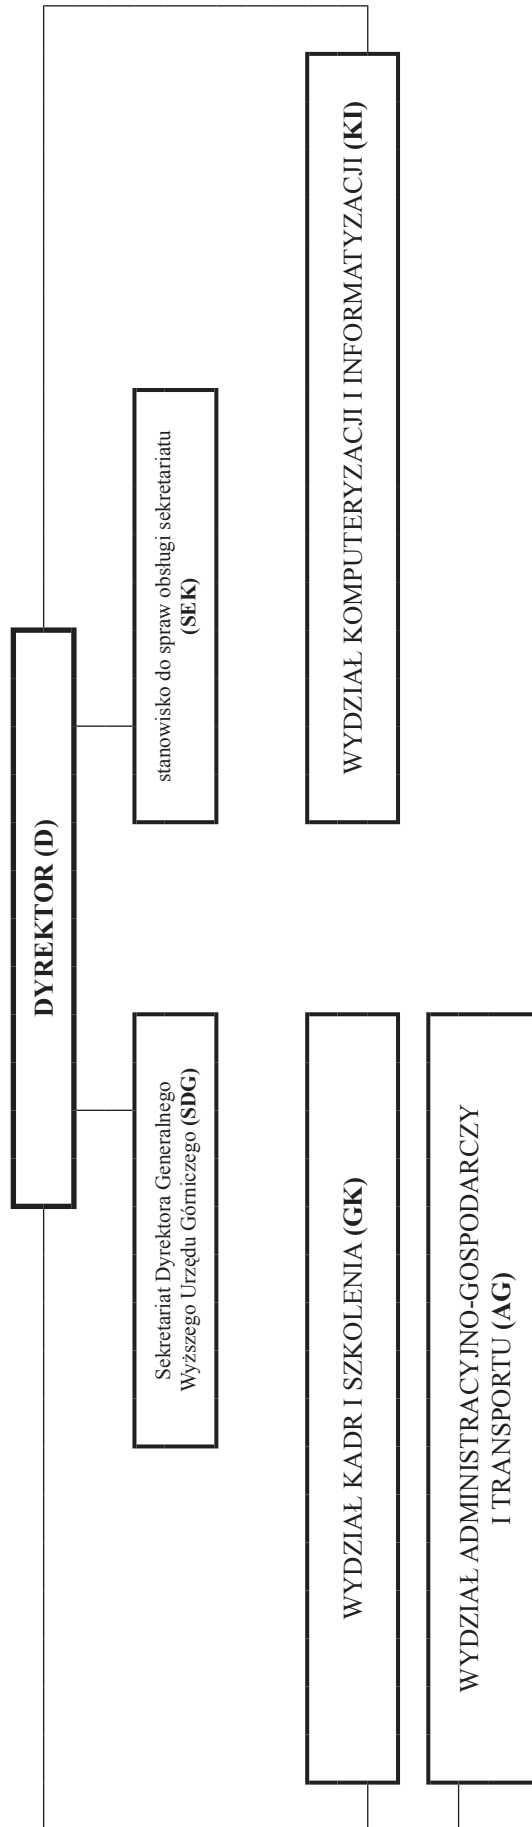 DYREKTOR (D)
Sekretariat Dyrektora Generalnego
Wyższego Urzędu Górniczego (SDG)
stanowisko do spraw obsługi sekretariatu
(SEK)
WYDZIAŁ KADR I SZKOLENIA (GK)
WYDZIAŁ KOMPUTERYZACJI I INFORMATYZACJI (KI)
WYDZIAŁ ADMINISTRACYJNO-GOSPODARCZY
I TRANSPORTU (AG)